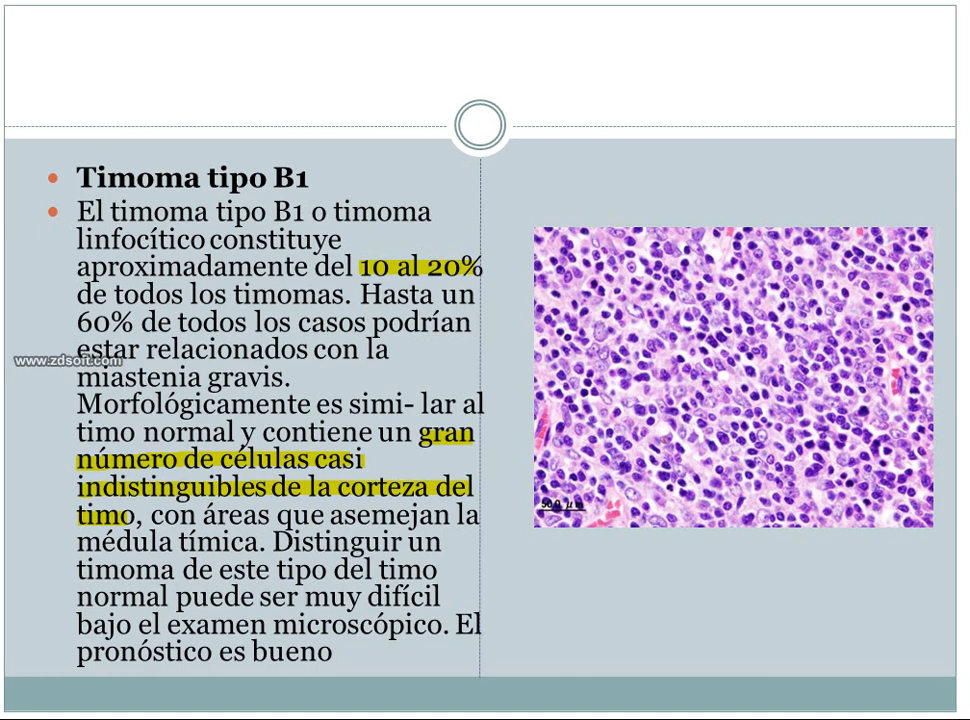 Timoma tipo B1
El timoma tipo B1 o timoma
linfocítico constituye
aproximadamente del 10 al 20%
de todos los timomas. Hasta un
60% de todos los casos podrían
estar relacionados con la
www.zdsoft.com
miastenia gravis.
Morfológicamente es simi- lar al
timo normal y contiene un gran
número de células casi
indistinguibles de la corteza del
timo, con áreas que asemejan la
médula tímica. Distinguir un
timoma de este tipo del timo
normal puede ser muy difícil
bajo el examen microscópico. El
pronóstico es bueno